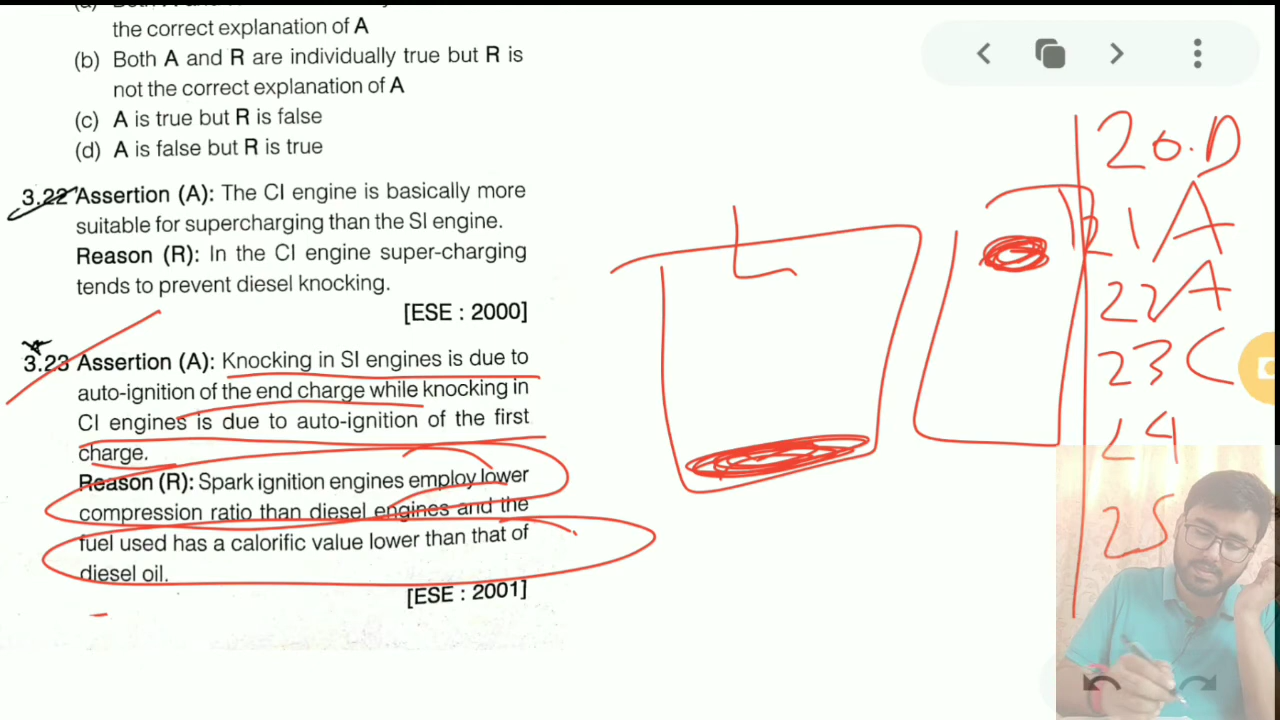 the correct explanation of A
(b) Both A and R are individually true but R is
not the correct explanation of A
(c) A is true but R is false
(d) A is false but R is true
3.22 Assertion (A): The CI engine is basically more
suitable for supercharging than the SI engine.
Reason (R): In the CI engine super-charging
tends to prevent diesel knocking.
[ESE : 2000]
3.23 Assertion (A): Knocking in SI engines is due to
auto-ignition of the end charge while knocking in
CI engines is due to auto-ignition of the first
charge.
Reason (R): Spark ignition engines employ lower
compression ratio than diesel engines and the
fuel used has a calorific value lower than that of
diesel oil.
[ESE : 2001]
20.D
21 A
22 A
23 C
24
25